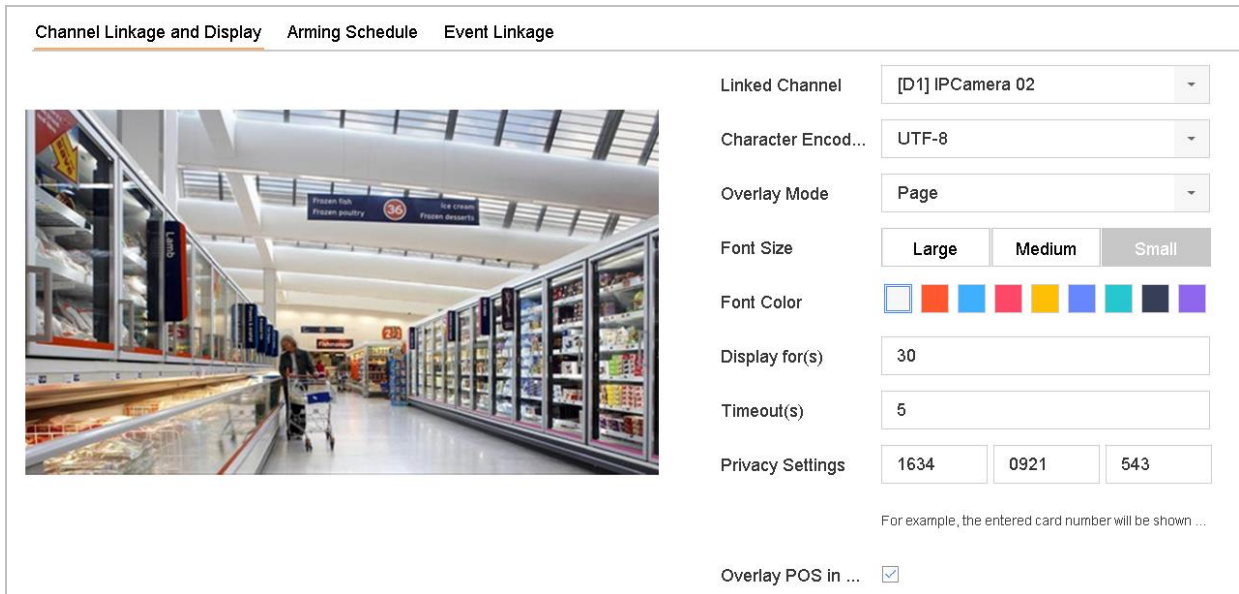 Channel Linkage and Display Arming Schedule Event Linkage
Linked Channel [D1] IPCamera 02
Character Encod... UTF-8
Overlay Mode Page
Font Size Large Medium Small
Font Color
Display for(s) 30
Timeout(s) 5
Privacy Settings 1634 0921 543
For example, the entered card number will be shown ...
Overlay POS in ...
Frozen fish
Frozen poultry
36
Ice cream
Frozen desserts
Lamb